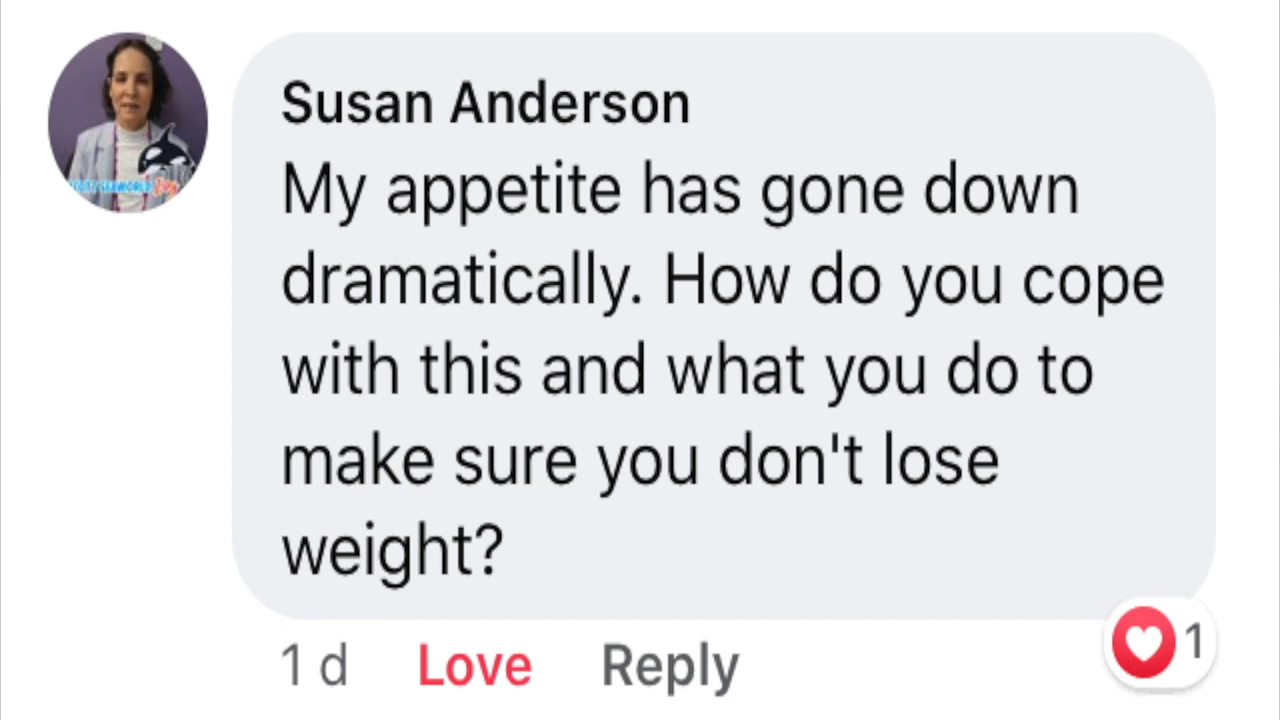 Susan Anderson
My appetite has gone down
dramatically. How do you cope
with this and what you do to
make sure you don't lose
weight?
1 d Love Reply 1